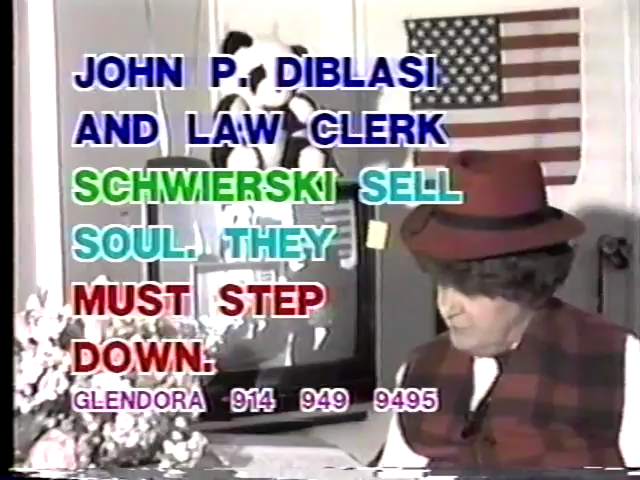 JOHN P. DIBLASI
AND LAW CLERK
SCHWIERSKI SELL
SOUL. THEY
MUST STEP
DOWN.
GLENDORA 914 949 9495